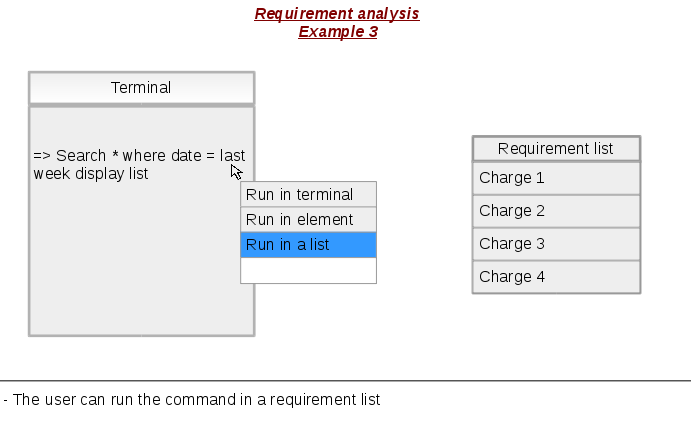 Requirement analysis
Example 3
Terminal
=> Search * where date = last
week display list
Run in terminal
Run in element
Run in a list
Requirement list
Charge 1
Charge 2
Charge 3
Charge 4
- The user can run the command in a requirement list